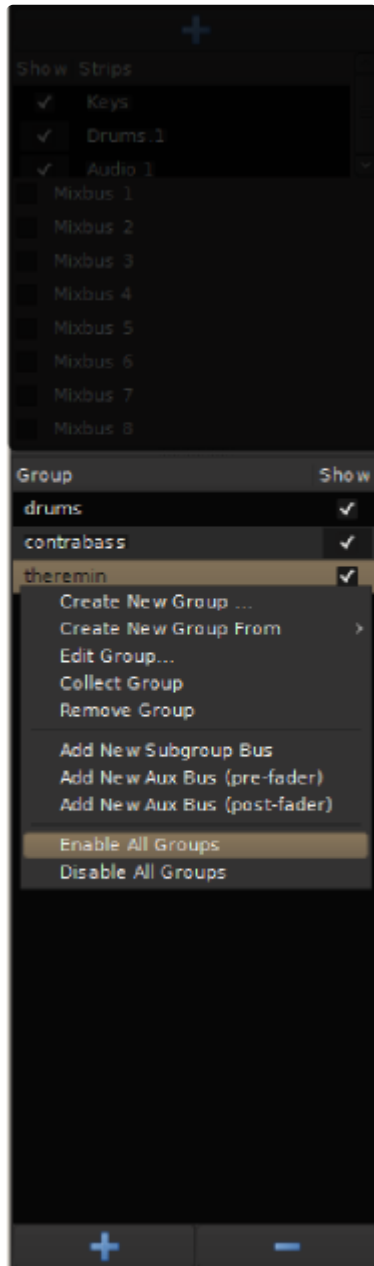 Show Strips
Keys
Drums 1
Audio 1
Mixbus 1
Mixbus 2
Mixbus 3
Mixbus 4
Mixbus 5
Mixbus 6
Mixbus 7
Mixbus 8
Group Show
drums
contrabass
theremin
Create New Group ...
Create New Group From
Edit Group...
Collect Group
Remove Group
Add New Subgroup Bus
Add New Aux Bus (pre-fader)
Add New Aux Bus (post-fader)
Enable All Groups
Disable All Groups